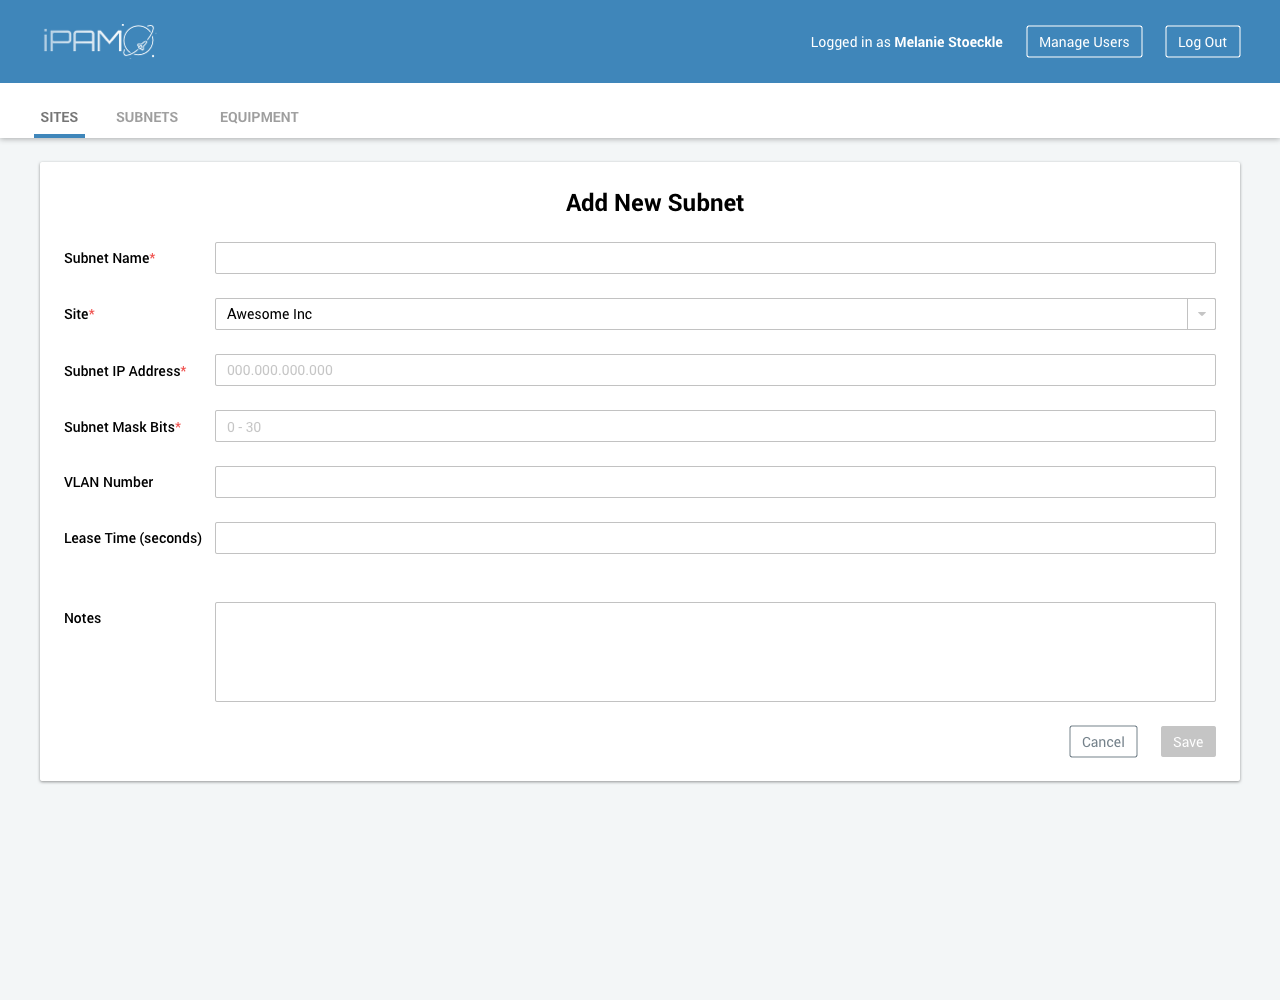 iPAM
Logged in as Melanie Stoeckle
Manage Users
Log Out
SITES
SUBNETS
EQUIPMENT
Add New Subnet
Subnet Name*
Site*
Awesome Inc
Subnet IP Address*
000.000.000.000
Subnet Mask Bits*
0 - 30
VLAN Number
Lease Time (seconds)
Notes
Cancel
Save